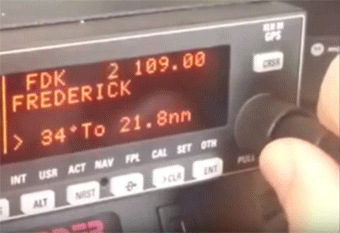 KLN 89
GPS
CRSR
FDK 2 109.00
FREDERICK
> 34°To 21.8nm
PULL
INT USR ACT NAV FPL CAL SET OTH
ALT NRST D >CLR ENT